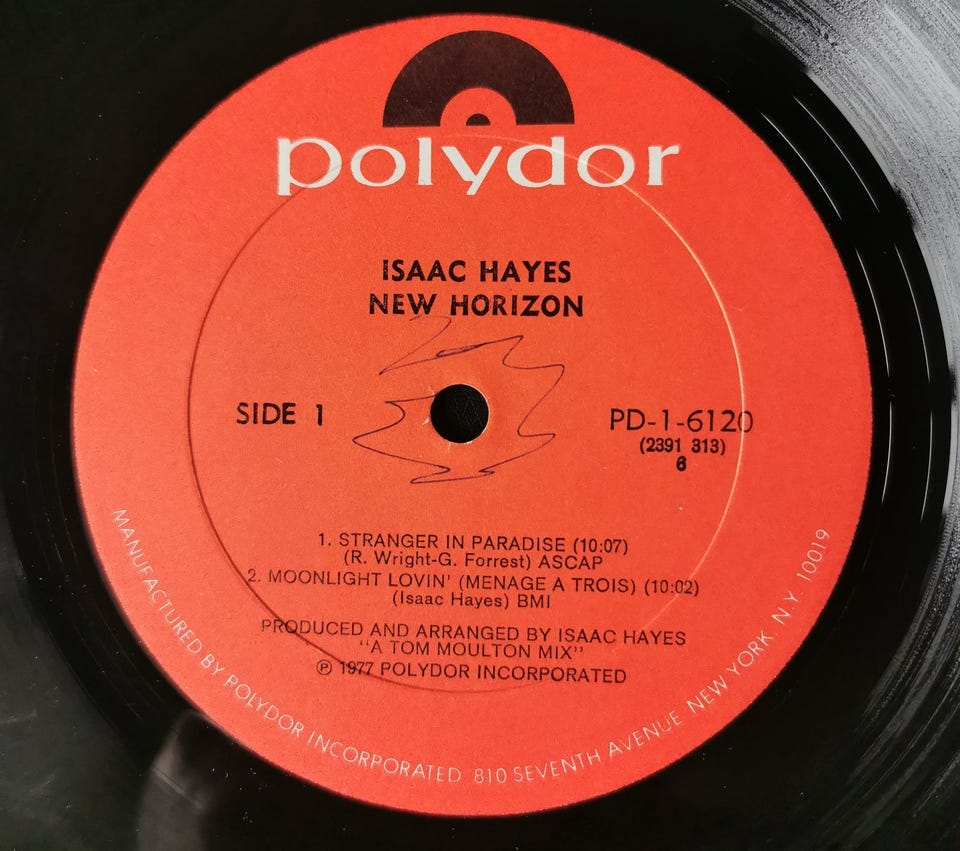 polydor
ISAAC HAYES
NEW HORIZON
SIDE 1
PD-1-6120
(2391 313)
6
1. STRANGER IN PARADISE (10:07)
(R. Wright-G. Forrest) ASCAP
2. MOONLIGHT LOVIN' (MENAGE A TROIS) (10:02)
(Isaac Hayes) BMI
PRODUCED AND ARRANGED BY ISAAC HAYES
"A TOM MOULTON MIX"
℗ 1977 POLYDOR INCORPORATED
MANUFACTURED BY POLYDOR INCORPORATED 810 SEVENTH AVENUE NEW YORK, N.Y. 10019